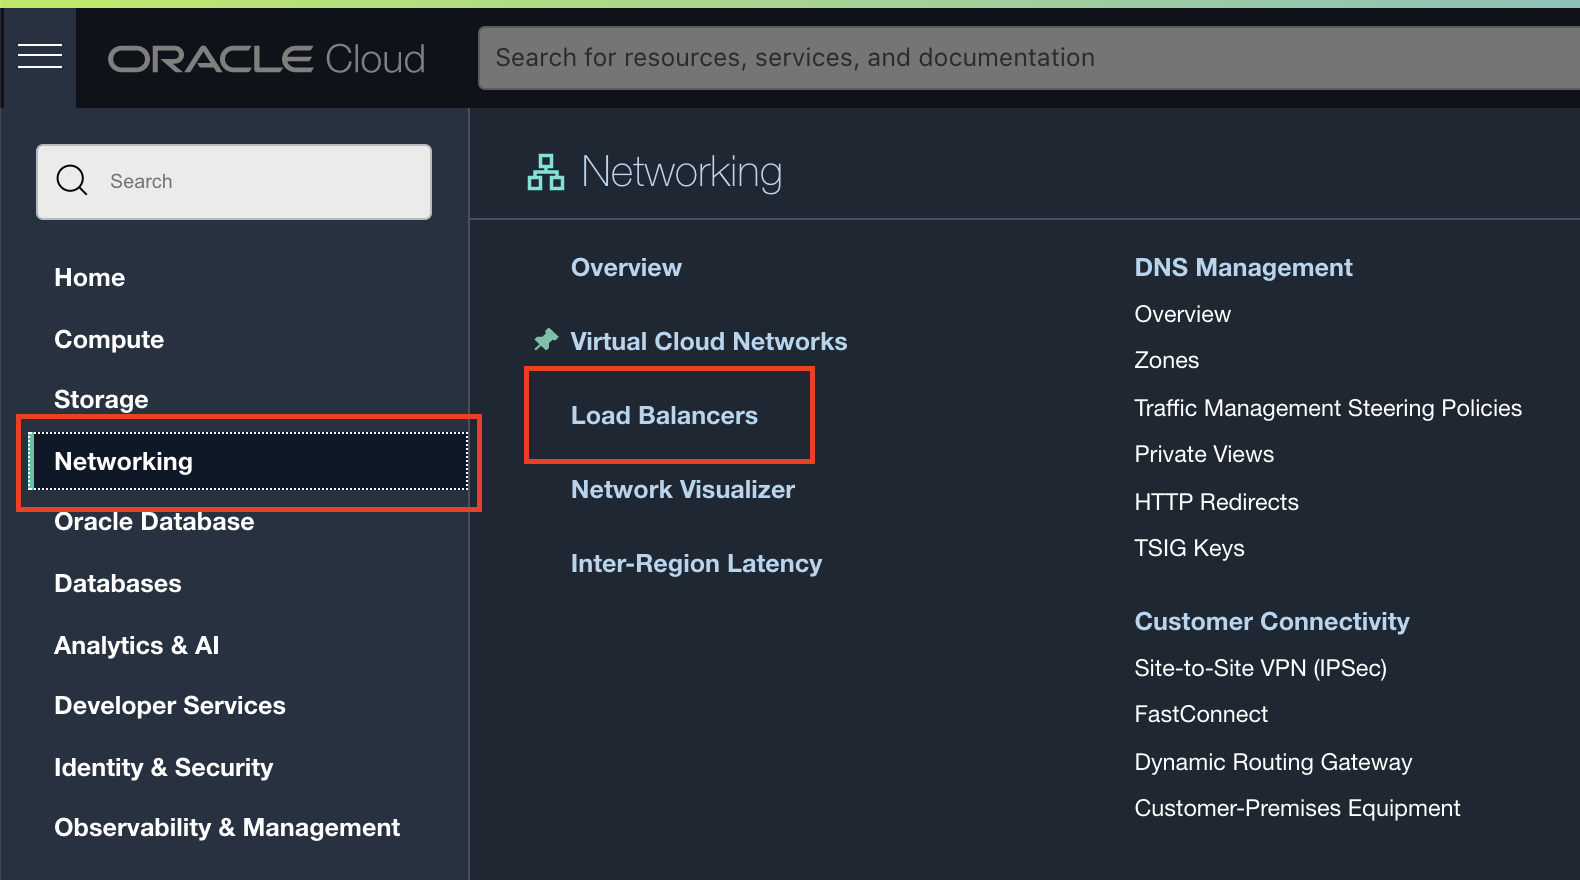 ORACLE Cloud
Search for resources, services, and documentation
Search
Home
Compute
Storage
Networking
Oracle Database
Databases
Analytics & AI
Developer Services
Identity & Security
Observability & Management
Networking
Overview
Virtual Cloud Networks
Load Balancers
Network Visualizer
Inter-Region Latency
DNS Management
Overview
Zones
Traffic Management Steering Policies
Private Views
HTTP Redirects
TSIG Keys
Customer Connectivity
Site-to-Site VPN (IPSec)
FastConnect
Dynamic Routing Gateway
Customer-Premises Equipment